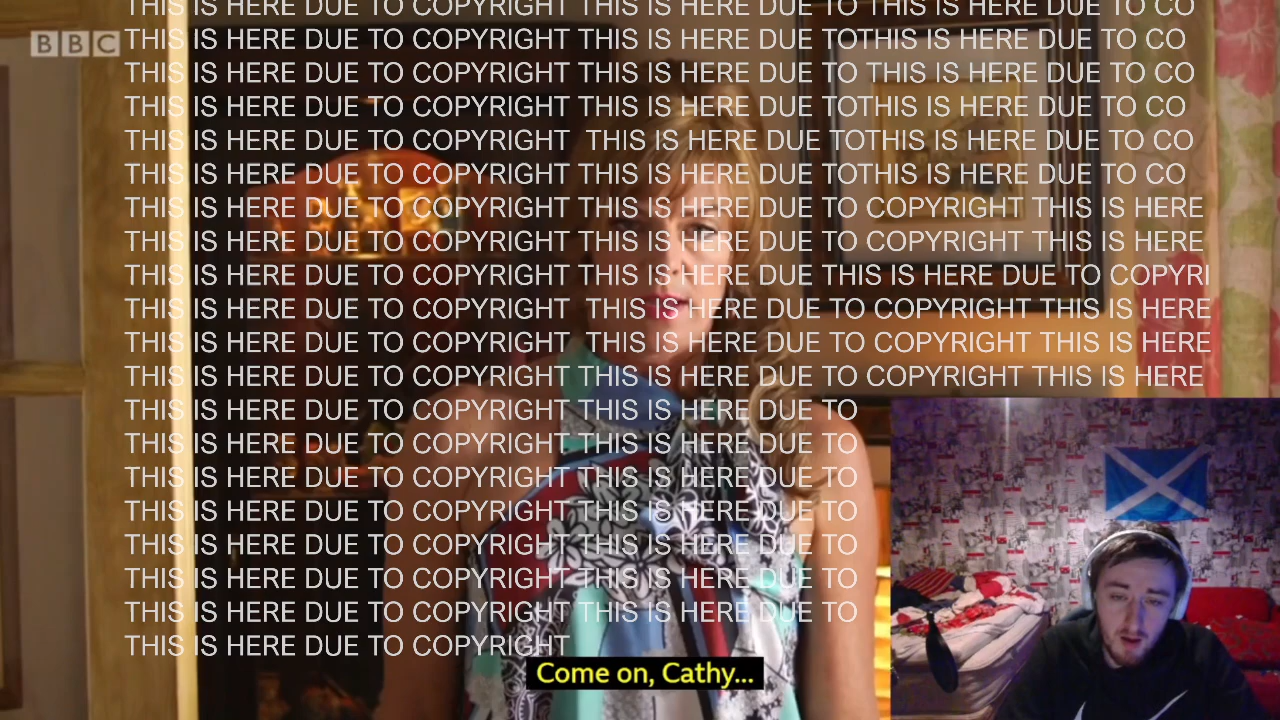 THIS IS HERE DUE TO COPYRIGHT THIS IS HERE DUE TO THIS IS HERE DUE TO CO
BBC
THIS IS HERE DUE TO COPYRIGHT THIS IS HERE DUE TOTHIS IS HERE DUE TO CO
THIS IS HERE DUE TO COPYRIGHT THIS IS HERE DUE TO THIS IS HERE DUE TO CO
THIS IS HERE DUE TO COPYRIGHT THIS IS HERE DUE TOTHIS IS HERE DUE TO CO
THIS IS HERE DUE TO COPYRIGHT  THIS IS HERE DUE TOTHIS IS HERE DUE TO CO
THIS IS HERE DUE TO COPYRIGHT THIS IS HERE DUE TOTHIS IS HERE DUE TO CO
THIS IS HERE DUE TO COPYRIGHT THIS IS HERE DUE TO COPYRIGHT THIS IS HERE
THIS IS HERE DUE TO COPYRIGHT THIS IS HERE DUE TO COPYRIGHT THIS IS HERE
THIS IS HERE DUE TO COPYRIGHT THIS IS HERE DUE THIS IS HERE DUE TO COPYRI
THIS IS HERE DUE TO COPYRIGHT  THIS IS HERE DUE TO COPYRIGHT THIS IS HERE
THIS IS HERE DUE TO COPYRIGHT  THIS IS HERE DUE TO COPYRIGHT THIS IS HERE
THIS IS HERE DUE TO COPYRIGHT THIS IS HERE DUE TO COPYRIGHT THIS IS HERE
THIS IS HERE DUE TO COPYRIGHT THIS IS HERE DUE TO
THIS IS HERE DUE TO COPYRIGHT THIS IS HERE DUE TO
THIS IS HERE DUE TO COPYRIGHT THIS IS HERE DUE TO
THIS IS HERE DUE TO COPYRIGHT THIS IS HERE DUE TO
THIS IS HERE DUE TO COPYRIGHT THIS IS HERE DUE TO
THIS IS HERE DUE TO COPYRIGHT THIS IS HERE DUE TO
THIS IS HERE DUE TO COPYRIGHT THIS IS HERE DUE TO
THIS IS HERE DUE TO COPYRIGHT
Come on, Cathy...